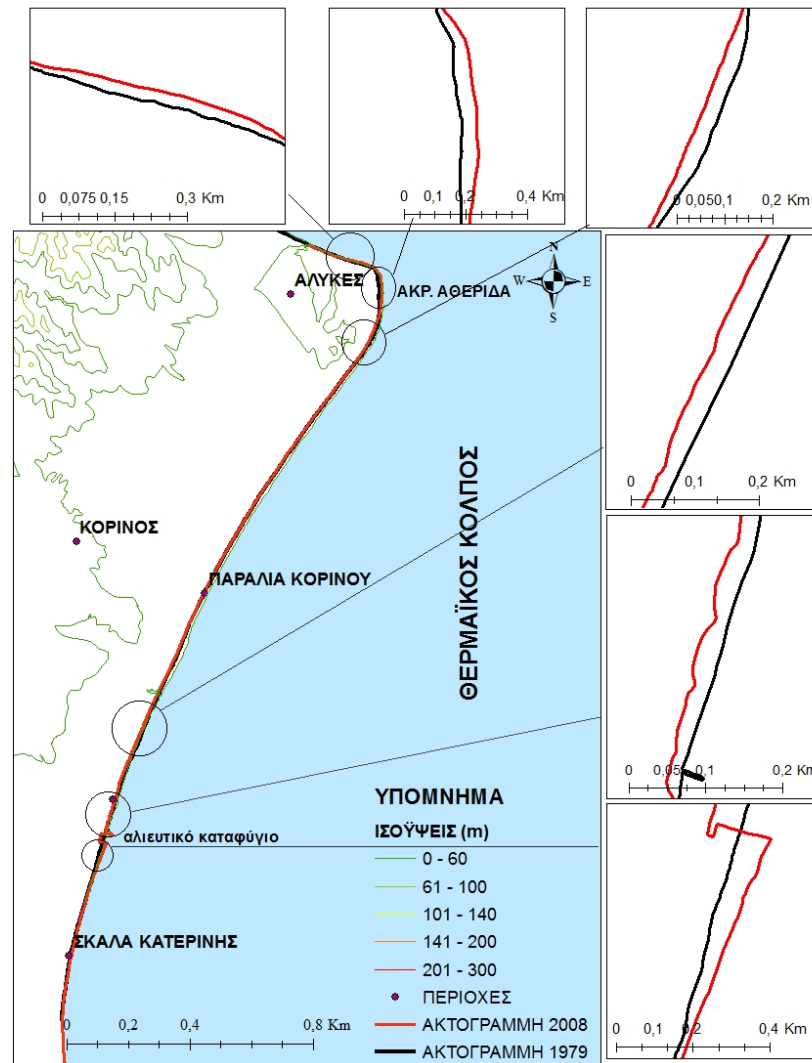 0 0,075 0,15 0,3 Km
0 0,1 0,2 0,4 Km
0 0,05 0,1 0,2 Km
N
W E
S
ΑΛΥΚΕΣ
ΑΚΡ. ΑΘΕΡΙΔΑ
0 0,1 0,2 Km
ΚΟΡΙΝΟΣ
ΠΑΡΑΛΙΑ ΚΟΡΙΝΟΥ
ΘΕΡΜΑΪΚΟΣ ΚΟΛΠΟΣ
0 0,05 0,1 0,2 Km
αλιευτικό καταφύγιο
ΣΚΑΛΑ ΚΑΤΕΡΙΝΗΣ
0 0,2 0,4 0,8 Km
ΥΠΟΜΝΗΜΑ
ΙΣΟΫΨΕΙΣ (m)
0 - 60
61 - 100
101 - 140
141 - 200
201 - 300
ΠΕΡΙΟΧΕΣ
ΑΚΤΟΓΡΑΜΜΗ 2008
ΑΚΤΟΓΡΑΜΜΗ 1979
0 0,1 0,2 0,4 Km